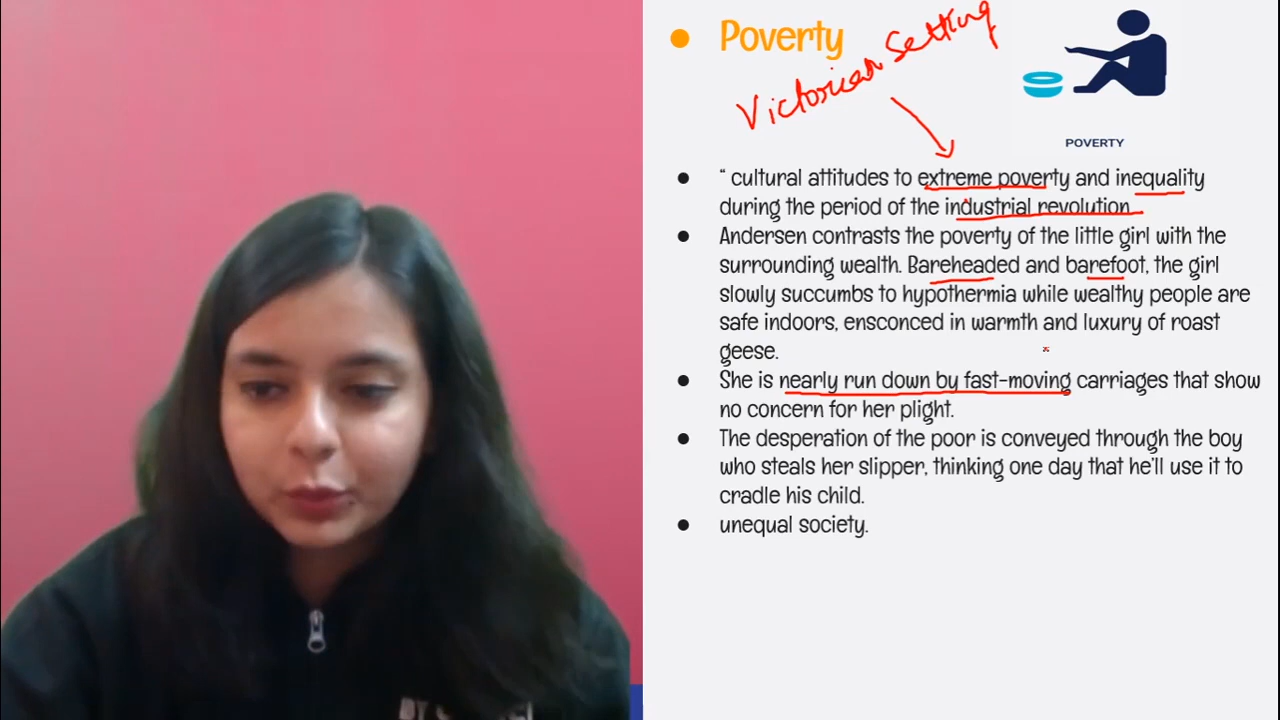 Poverty
Victorian Setting
POVERTY
“ cultural attitudes to extreme poverty and inequality
during the period of the industrial revolution
Andersen contrasts the poverty of the little girl with the
surrounding wealth. Bareheaded and barefoot, the girl
slowly succumbs to hypothermia while wealthy people are
safe indoors, ensconced in warmth and luxury of roast
geese.
She is nearly run down by fast-moving carriages that show
no concern for her plight.
The desperation of the poor is conveyed through the boy
who steals her slipper, thinking one day that he'll use it to
cradle his child.
unequal society.